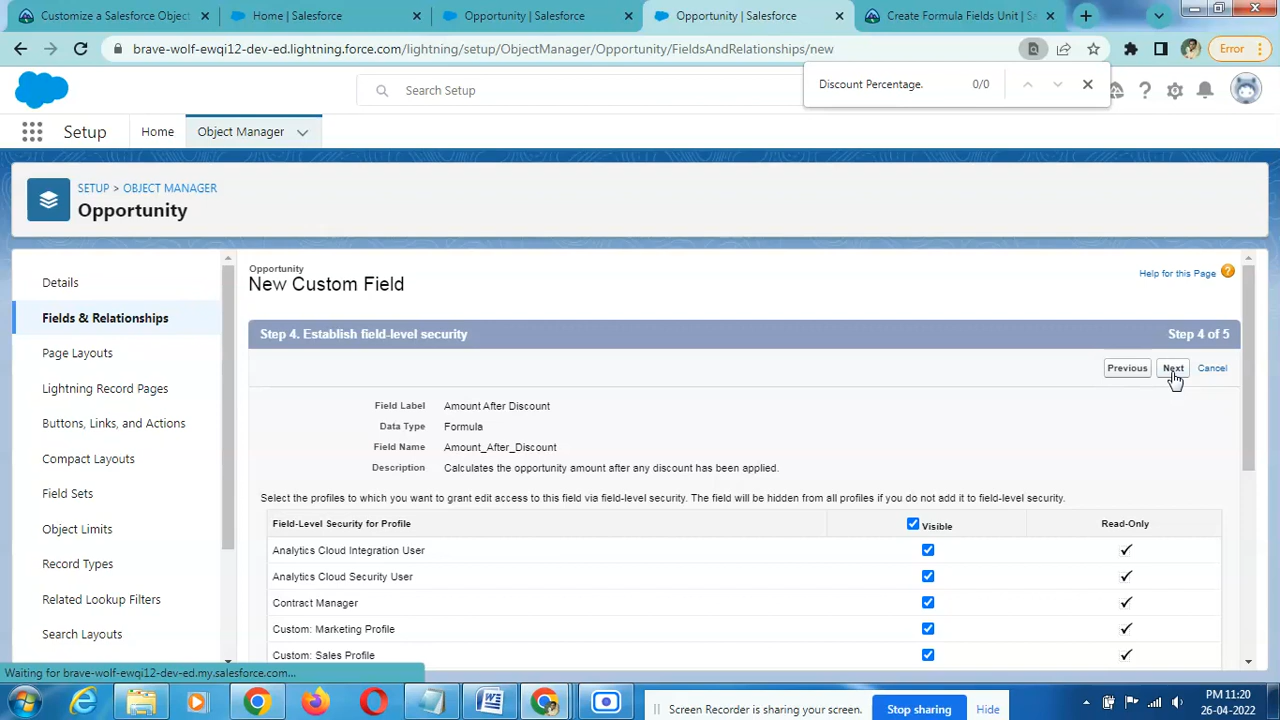 Customize a Salesforce Object
Home | Salesforce
Opportunity | Salesforce
Opportunity | Salesforce
Create Formula Fields Unit | Sa
brave-wolf-ewqi12-dev-ed.lightning.force.com/lightning/setup/ObjectManager/Opportunity/FieldsAndRelationships/new
Error
Discount Percentage.
0/0
Search Setup
Setup
Home
Object Manager
SETUP > OBJECT MANAGER
Opportunity
Details
Fields & Relationships
Page Layouts
Lightning Record Pages
Buttons, Links, and Actions
Compact Layouts
Field Sets
Object Limits
Record Types
Related Lookup Filters
Search Layouts
Opportunity
New Custom Field
Help for this Page
Step 4. Establish field-level security
Step 4 of 5
Previous
Next
Cancel
Field Label Amount After Discount
Data Type Formula
Field Name Amount_After_Discount
Description Calculates the opportunity amount after any discount has been applied.
Select the profiles to which you want to grant edit access to this field via field-level security. The field will be hidden from all profiles if you do not add it to field-level security.
Field-Level Security for Profile Visible Read-Only
Analytics Cloud Integration User
Analytics Cloud Security User
Contract Manager
Custom: Marketing Profile
Custom: Sales Profile
Waiting for brave-wolf-ewqi12-dev-ed.my.salesforce.com...
Screen Recorder is sharing your screen.
Stop sharing
Hide
PM 11:20
26-04-2022